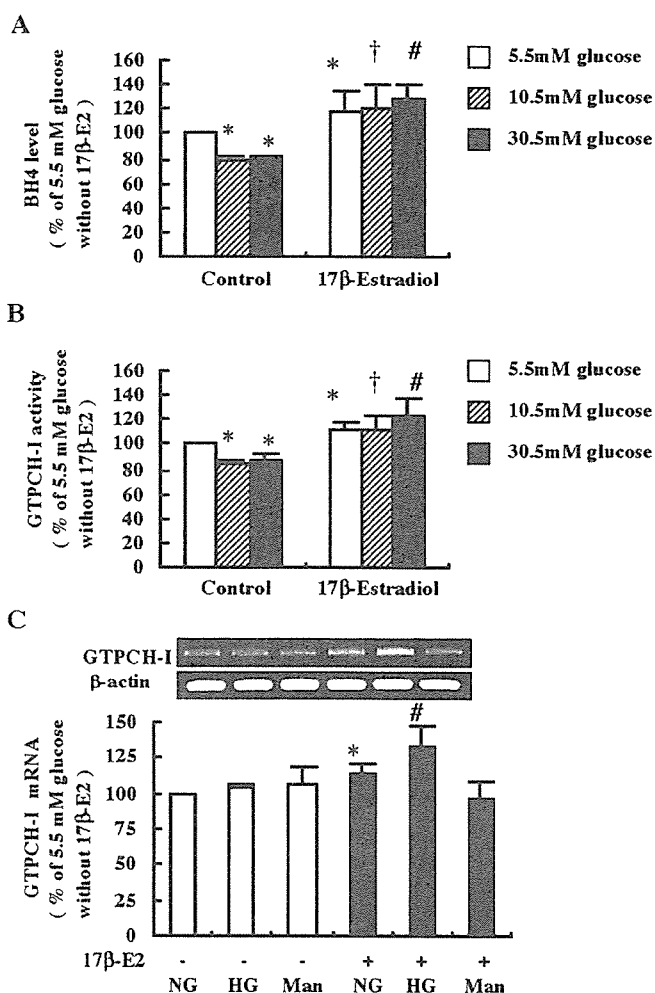 A
BH4 level
( % of 5.5 mM glucose
without 17β-E2 )
160
140
120
100
80
60
40
20
0
* * * † #
Control 17β-Estradiol
5.5mM glucose
10.5mM glucose
30.5mM glucose
B
GTPCH-I activity
( % of 5.5 mM glucose
without 17β-E2 )
160
140
120
100
80
60
40
20
0
* * * † #
Control 17β-Estradiol
5.5mM glucose
10.5mM glucose
30.5mM glucose
C
GTPCH-I
β-actin
GTPCH-I mRNA
( % of 5.5 mM glucose
without 17β-E2 )
150
125
100
75
50
25
0
* #
17β-E2 - - - + + +
NG HG Man NG HG Man